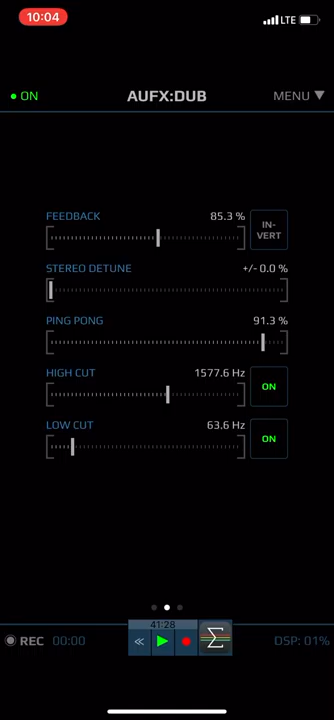 10:04
LTE
ON
AUFX:DUB
MENU ▼
FEEDBACK 85.3 %
IN-
VERT
STEREO DETUNE +/- 0.0 %
PING PONG 91.3 %
HIGH CUT 1577.6 Hz
ON
LOW CUT 63.6 Hz
ON
41:28
REC 00:00
Σ
DSP: 01%